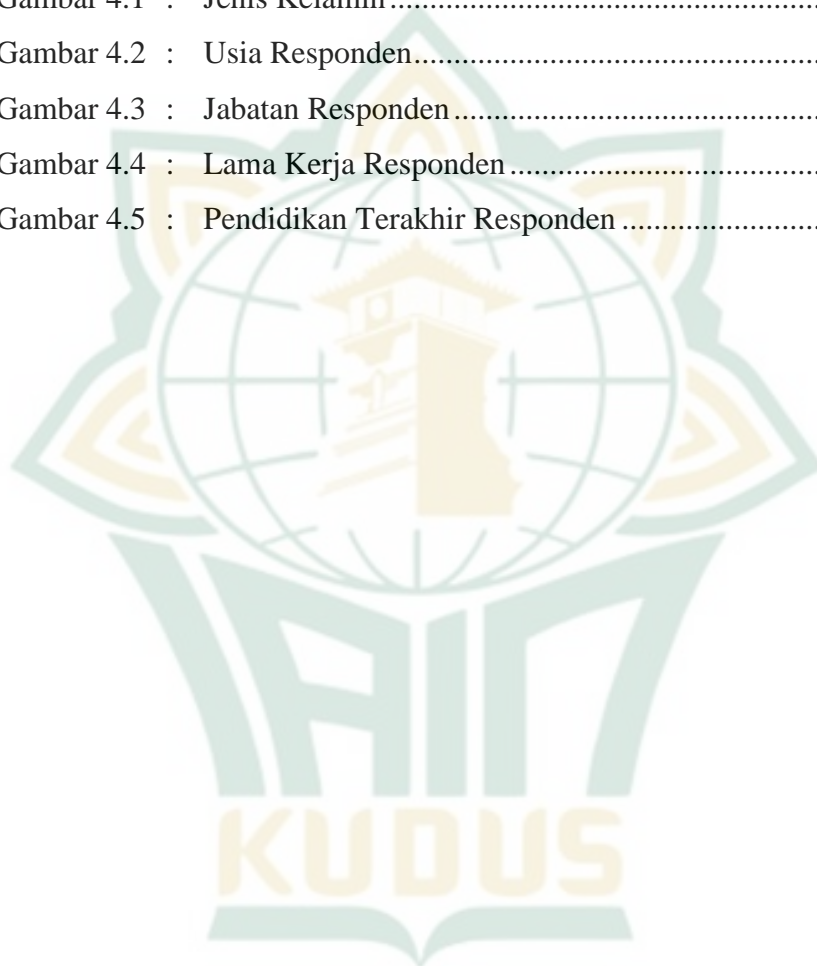 Gambar 4.1 : Jenis Kelamin........................................
Gambar 4.2 : Usia Responden........................................
Gambar 4.3 : Jabatan Responden........................................
Gambar 4.4 : Lama Kerja Responden........................................
Gambar 4.5 : Pendidikan Terakhir Responden........................
IAIN
KUDUS